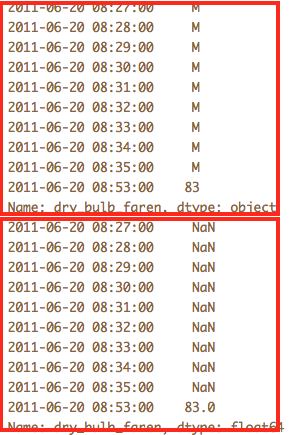 2011-06-20 08:27:00 M
2011-06-20 08:28:00 M
2011-06-20 08:29:00 M
2011-06-20 08:30:00 M
2011-06-20 08:31:00 M
2011-06-20 08:32:00 M
2011-06-20 08:33:00 M
2011-06-20 08:34:00 M
2011-06-20 08:35:00 M
2011-06-20 08:53:00 83
Name: dry_bulb_faren, dtype: object
2011-06-20 08:27:00 NaN
2011-06-20 08:28:00 NaN
2011-06-20 08:29:00 NaN
2011-06-20 08:30:00 NaN
2011-06-20 08:31:00 NaN
2011-06-20 08:32:00 NaN
2011-06-20 08:33:00 NaN
2011-06-20 08:34:00 NaN
2011-06-20 08:35:00 NaN
2011-06-20 08:53:00 83.0
Name: dry_bulb_faren, dtype: float64